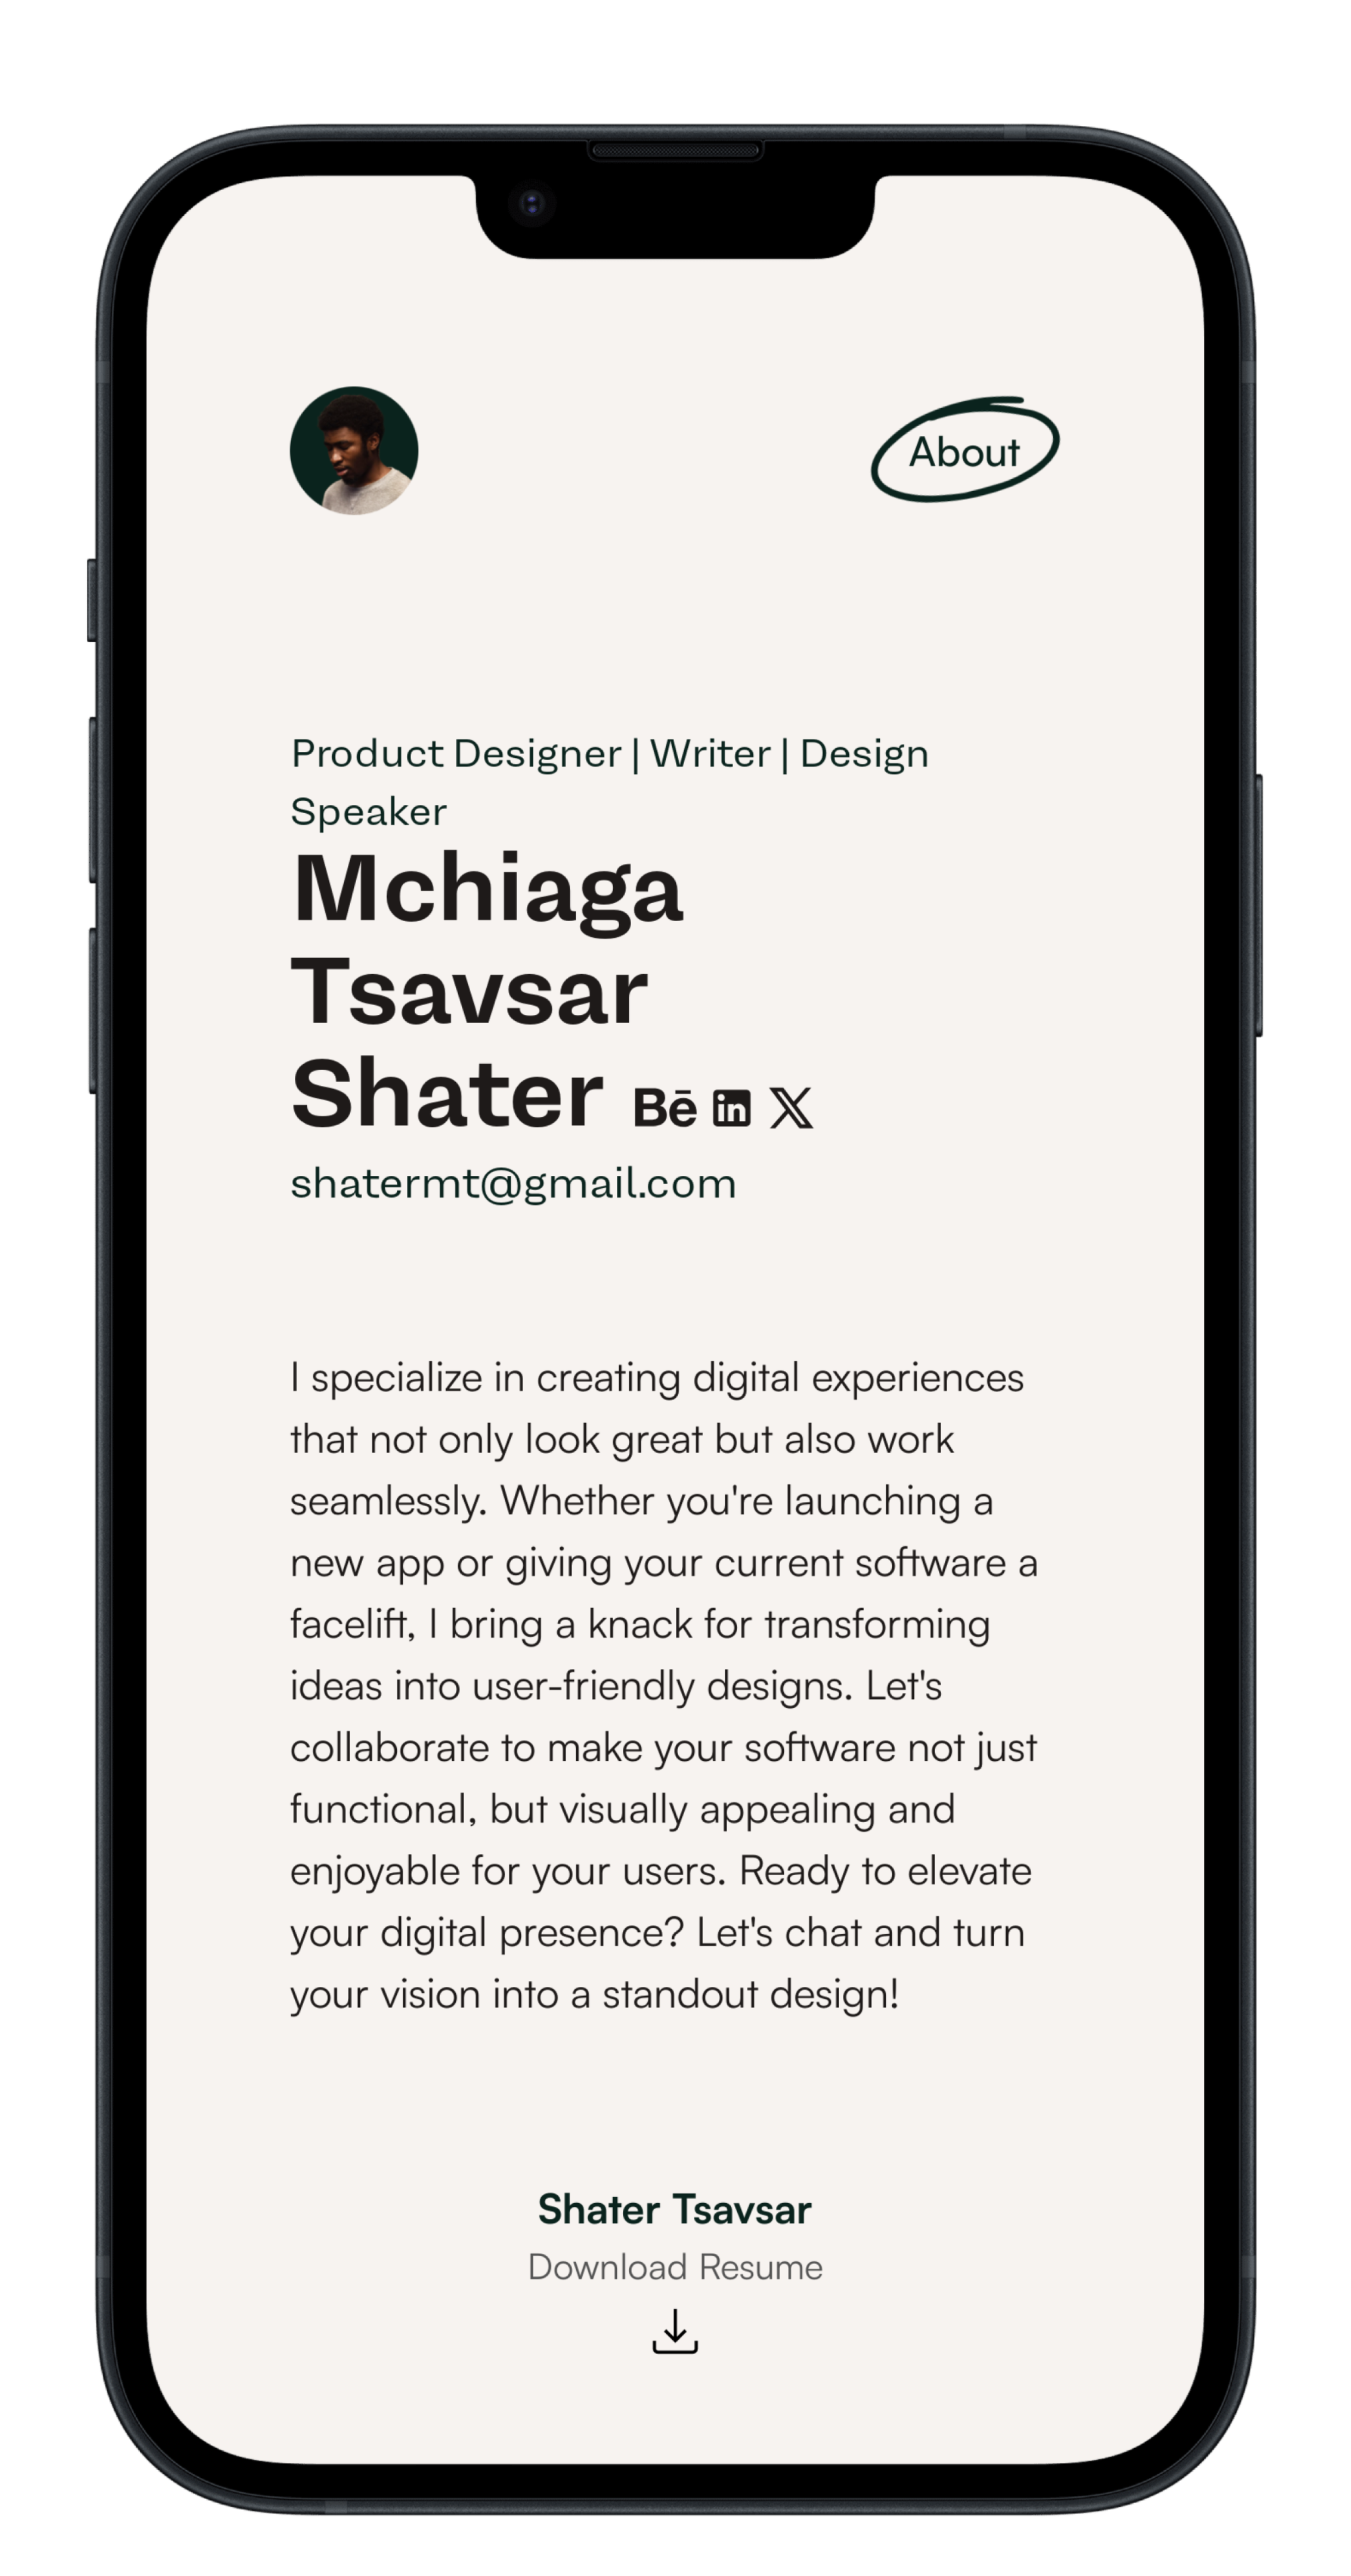 About
Product Designer | Writer | Design
Speaker
Mchiaga
Tsavsar
Shater Bē in X
shatermt@gmail.com
I specialize in creating digital experiences
that not only look great but also work
seamlessly. Whether you're launching a
new app or giving your current software a
facelift, I bring a knack for transforming
ideas into user-friendly designs. Let's
collaborate to make your software not just
functional, but visually appealing and
enjoyable for your users. Ready to elevate
your digital presence? Let's chat and turn
your vision into a standout design!
Shater Tsavsar
Download Resume